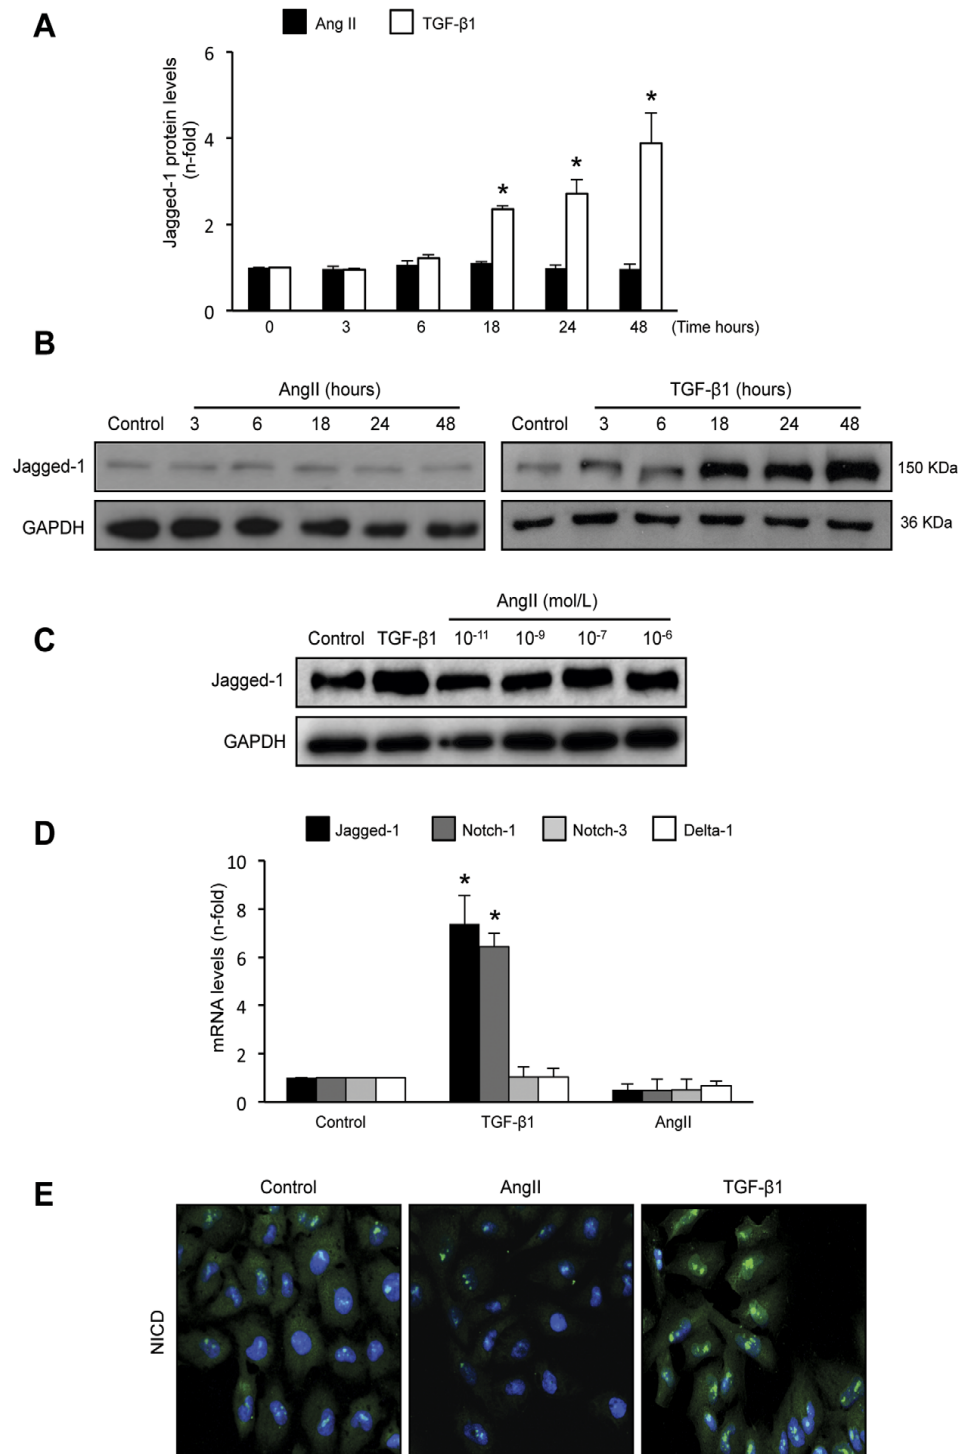 A
Ang II TGF-β1
Jagged-1 protein levels
(n-fold)
6
4
2
0
* * *
0 3 6 18 24 48 (Time hours)
B
AngII (hours) TGF-β1 (hours)
Control 3 6 18 24 48 Control 3 6 18 24 48
Jagged-1 150 KDa
GAPDH 36 KDa
C
AngII (mol/L)
Control TGF-β1 10⁻¹¹ 10⁻⁹ 10⁻⁷ 10⁻⁶
Jagged-1
GAPDH
D
Jagged-1 Notch-1 Notch-3 Delta-1
mRNA levels (n-fold)
10
8
6
4
2
0
* *
Control TGF-β1 AngII
E
Control AngII TGF-β1
NICD